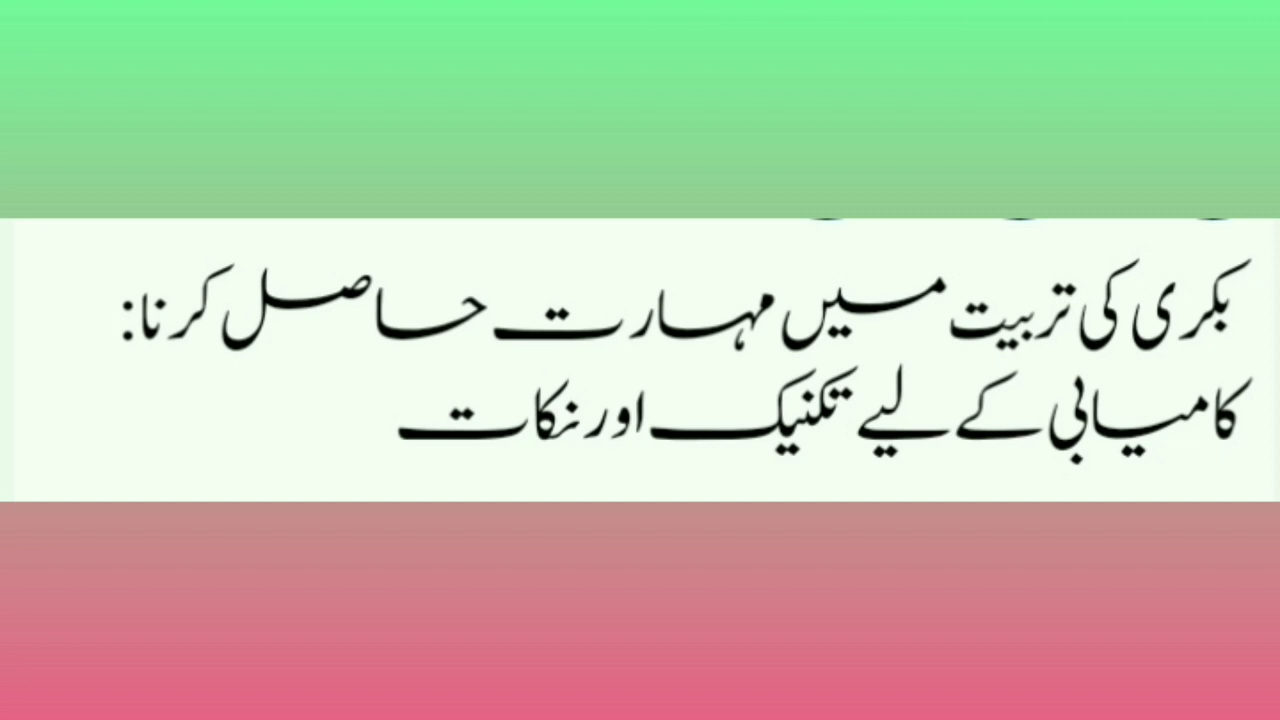 بکری کی تربیت میں مہارت حاصل کرنا:
کامیابی کے لیے تکنیک اور نکات